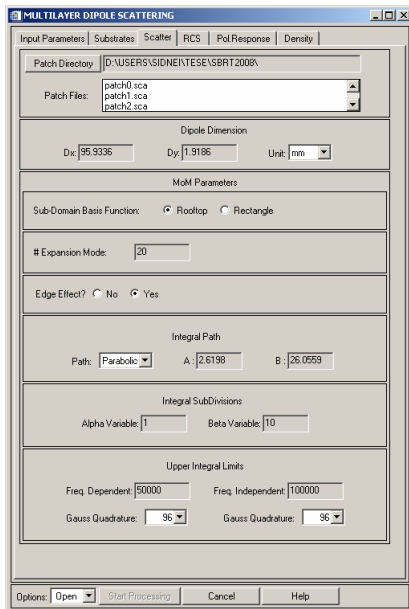 MULTILAYER DIPOLE SCATTERING
Input Parameters Substrates Scatter RCS Pol.Response Density
Patch Directory D:\USERS\SIDNEI\TESE\SBRT2008\
Patch Files: patch0.sca
patch1.sca
patch2.sca
Dipole Dimension
Dx: 95.9336 Dy: 1.9186 Unit: mm
MoM Parameters
Sub-Domain Basis Function: Rooftop Rectangle
# Expansion Mode: 20
Edge Effect? No Yes
Integral Path
Path: Parabolic A : 2.6198 B : 26.0559
Integral SubDivisions
Alpha Variable: 1 Beta Variable: 10
Upper Integral Limits
Freq. Dependent: 50000 Freq. Independent: 100000
Gauss Quadrature: 96 Gauss Quadrature: 96
Options: Open Start Processing Cancel Help